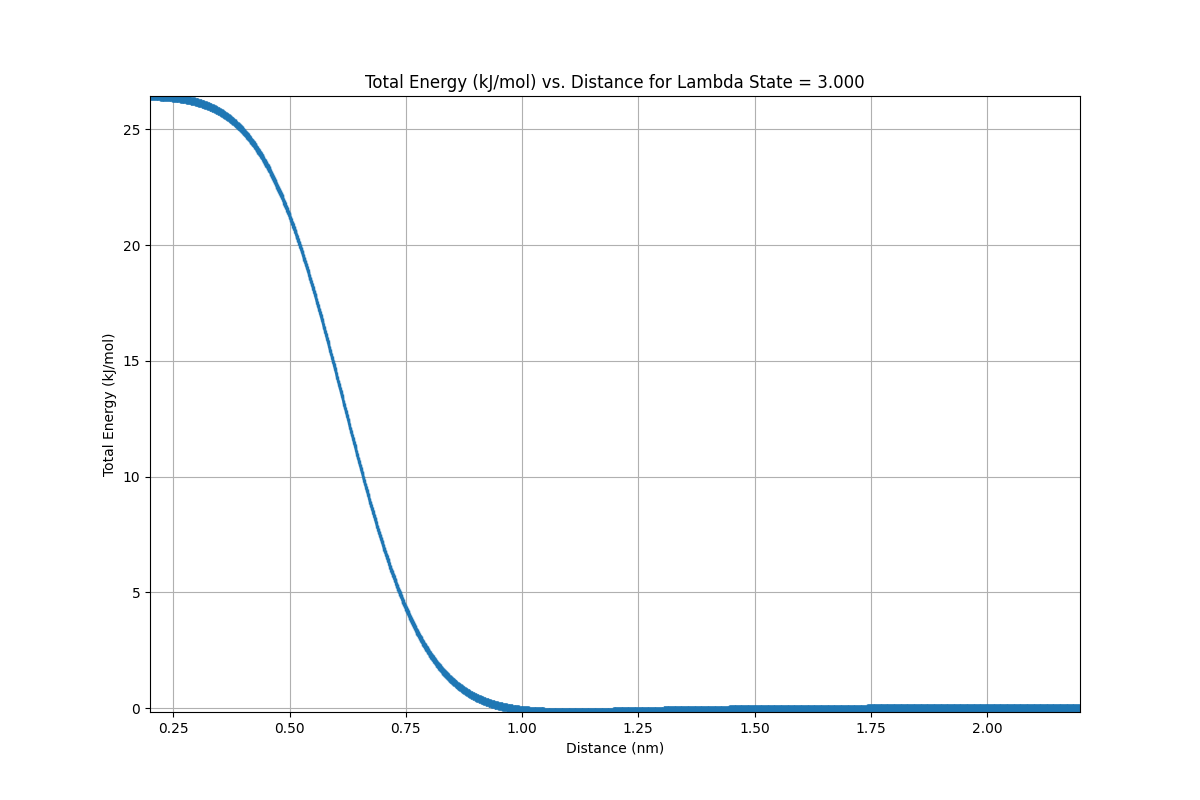 Total Energy (kJ/mol) vs. Distance for Lambda State = 3.000
Total Energy (kJ/mol)
25
20
15
10
5
0
0.25 0.50 0.75 1.00 1.25 1.50 1.75 2.00
Distance (nm)